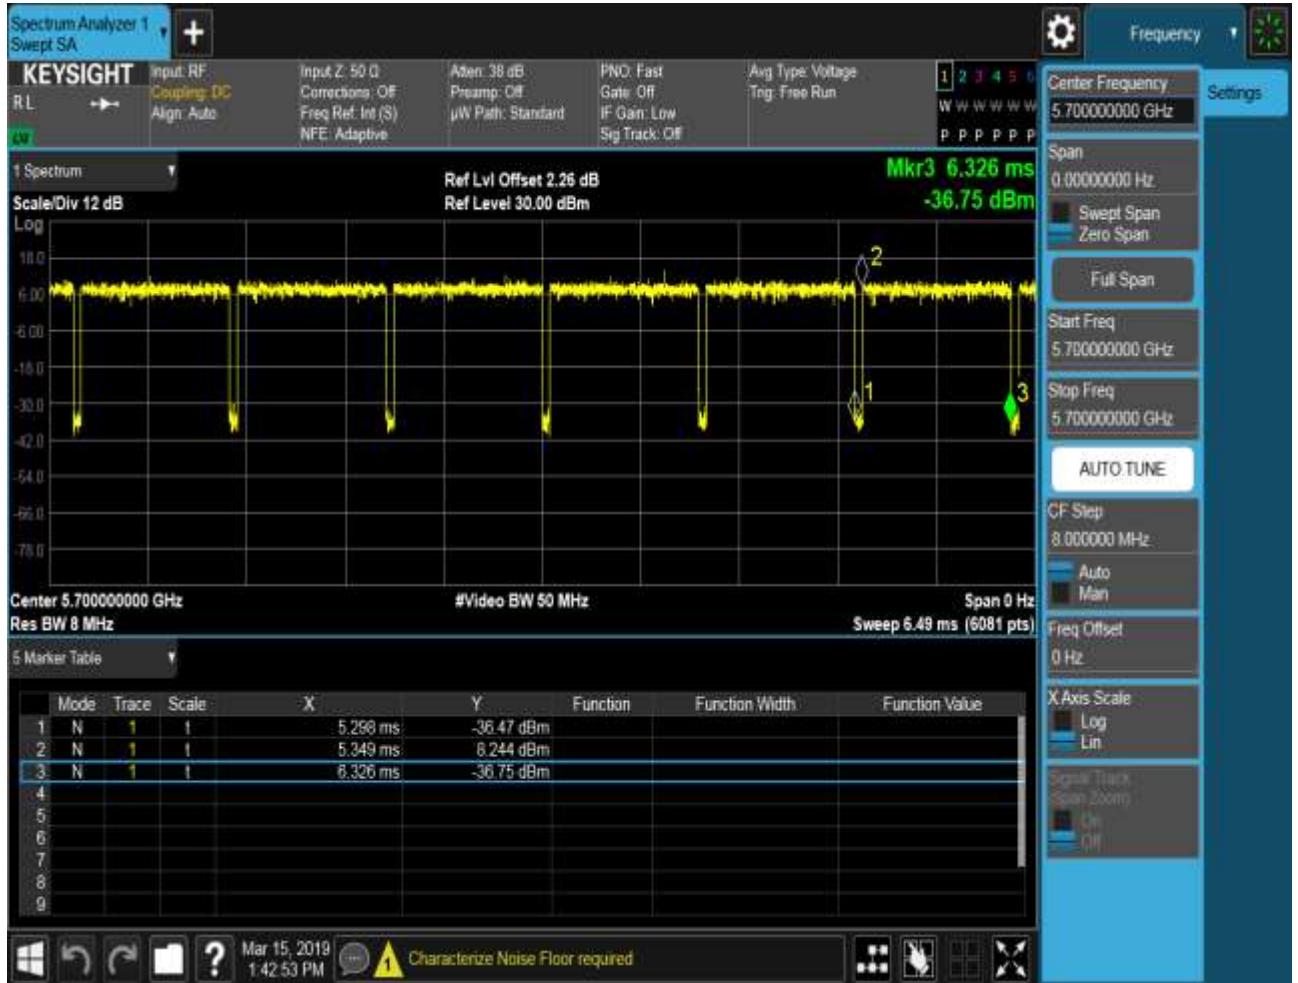 Spectrum Analyzer 1
Swept SA
+
Frequency
KEYSIGHT
RL
Input: RF
Coupling: DC
Align: Auto
Input Z: 50 Ω
Corrections: Off
Freq Ref: Int (S)
NFE: Adaptive
Atten: 38 dB
Preamp: Off
µW Path: Standard
PNO: Fast
Gate: Off
IF Gain: Low
Sig Track: Off
Avg Type: Voltage
Trig: Free Run
1 2 3 4 5 6
W W W W W W
P P P P P P
1 Spectrum
Scale/Div 12 dB
Ref Lvl Offset 2.26 dB
Ref Level 30.00 dBm
Mkr3 6.326 ms
-36.75 dBm
Log
18.0
6.00
-6.00
-18.0
-30.0
-42.0
-54.0
-66.0
-78.0
2
1
3
Center 5.700000000 GHz
Res BW 8 MHz
#Video BW 50 MHz
Span 0 Hz
Sweep 6.49 ms (6081 pts)
5 Marker Table
Mode Trace Scale X Y Function Function Width Function Value
1 N 1 t 5.298 ms -36.47 dBm
2 N 1 t 5.349 ms 8.244 dBm
3 N 1 t 6.326 ms -36.75 dBm
4
5
6
7
8
9
?
Mar 15, 2019
1:42:53 PM
1
Characterize Noise Floor required
Center Frequency
5.700000000 GHz
Settings
Span
0.00000000 Hz
Swept Span
Zero Span
Full Span
Start Freq
5.700000000 GHz
Stop Freq
5.700000000 GHz
AUTO TUNE
CF Step
8.000000 MHz
Auto
Man
Freq Offset
0 Hz
X Axis Scale
Log
Lin
Signal Track
(Span Zoom)
On
Off